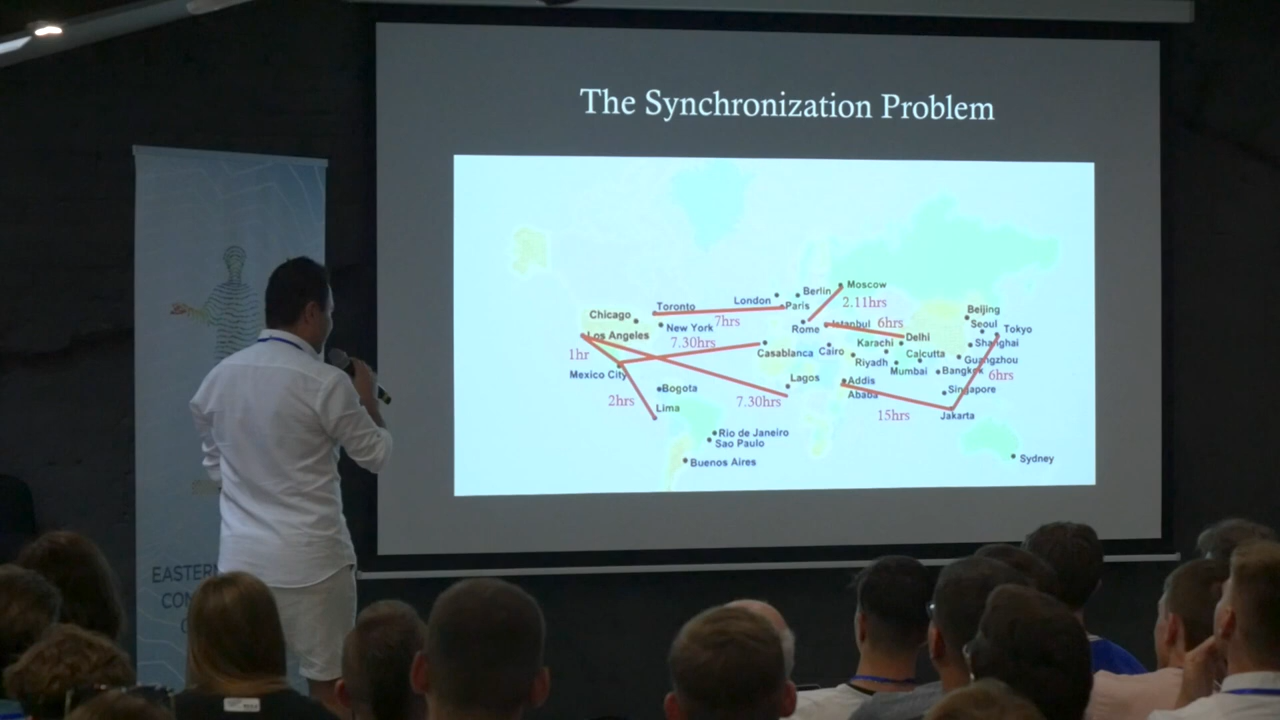 The Synchronization Problem
Moscow
Berlin
2.11hrs
London
Paris
Toronto
Chicago
7hrs
New York
Rome
Istanbul
6hrs
Beijing
Seoul
Tokyo
Los Angeles
7.30hrs
Delhi
Karachi
Shanghai
1hr
Casablanca
Cairo
Riyadh
Calcutta
Guangzhou
Mexico City
Mumbai
Bangkok
6hrs
Lagos
Addis
Ababa
Singapore
Bogota
2hrs
Lima
7.30hrs
15hrs
Jakarta
Rio de Janeiro
Sao Paulo
Buenos Aires
Sydney
EASTER